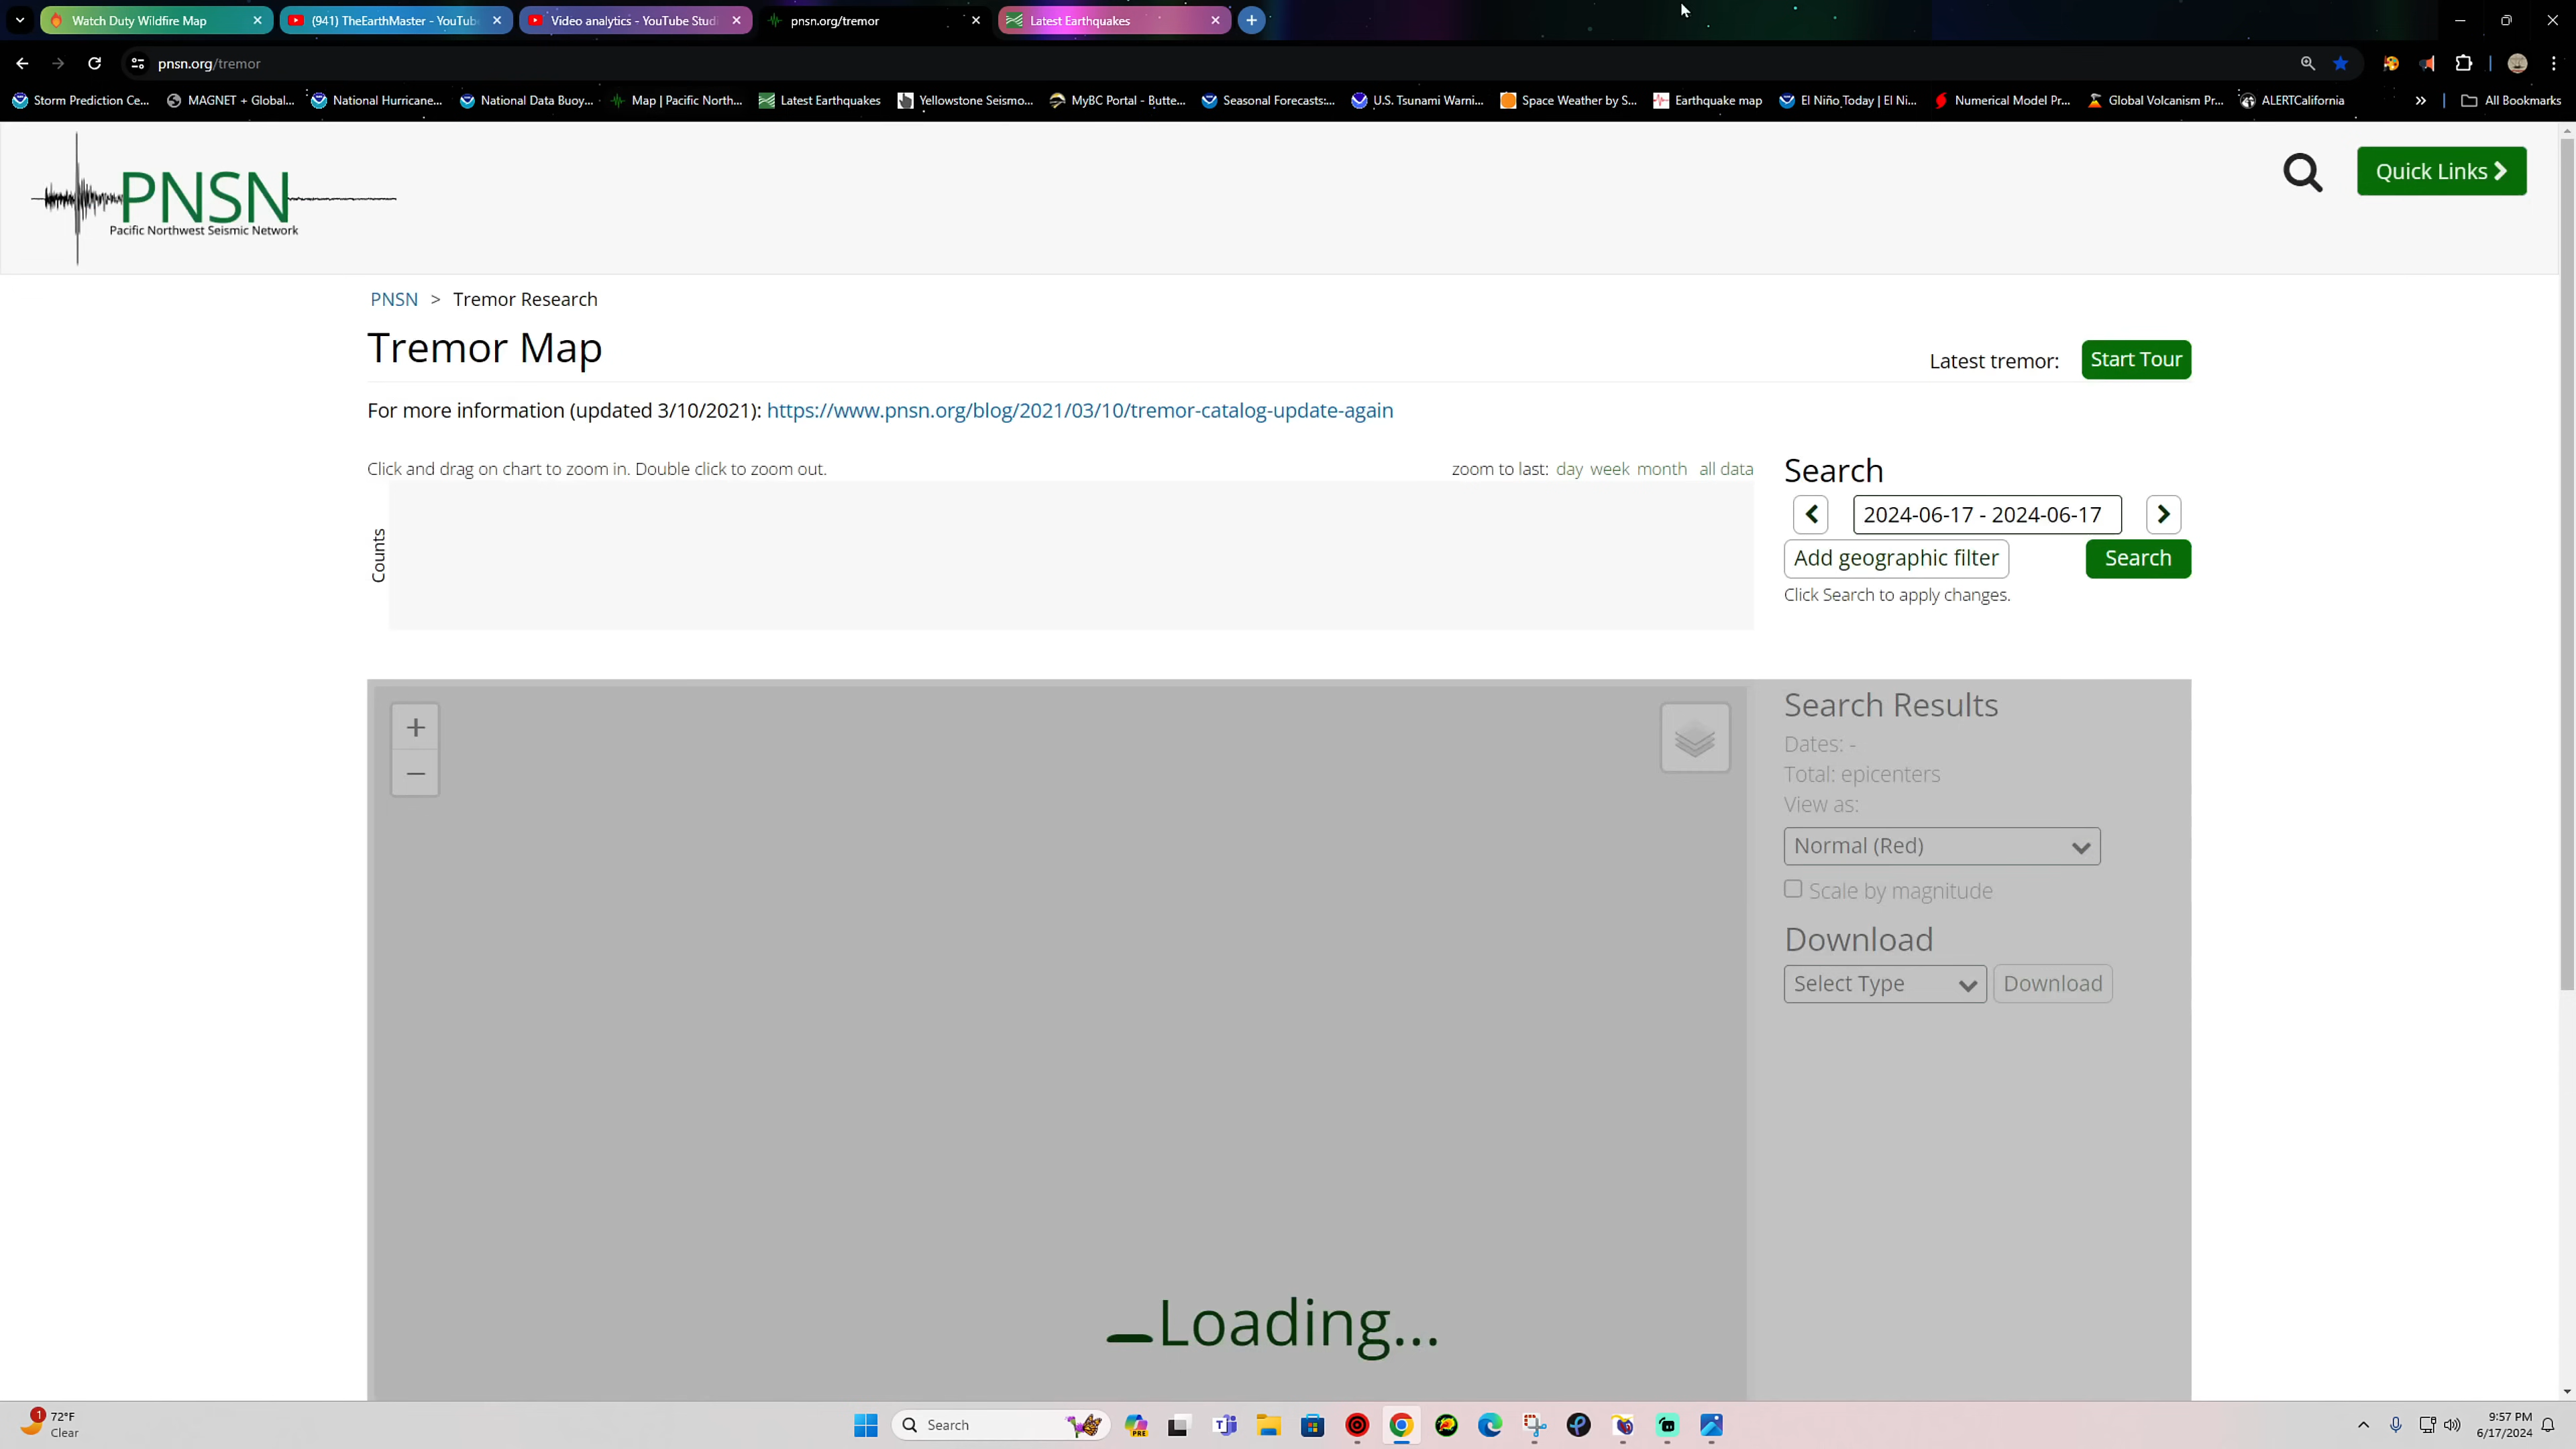 Watch Duty Wildfire Map
(941) TheEarthMaster - YouTube
Video analytics - YouTube Studi
pnsn.org/tremor
Latest Earthquakes
pnsn.org/tremor
Storm Prediction Ce...
MAGNET + Global...
National Hurricane...
National Data Buoy...
Map | Pacific North...
Latest Earthquakes
Yellowstone Seismo...
MyBC Portal - Butte...
Seasonal Forecasts:...
U.S. Tsunami Warni...
Space Weather by S...
Earthquake map
El Niño Today | El Ni...
Numerical Model Pr...
Global Volcanism Pr...
ALERTCalifornia
All Bookmarks
PNSN
Pacific Northwest Seismic Network
Quick Links
PNSN > Tremor Research
Tremor Map
Latest tremor:
Start Tour
For more information (updated 3/10/2021): https://www.pnsn.org/blog/2021/03/10/tremor-catalog-update-again
Click and drag on chart to zoom in. Double click to zoom out.
zoom to last: day week month all data
Counts
Search
2024-06-17 - 2024-06-17
Add geographic filter
Search
Click Search to apply changes.
+
−
Search Results
Dates: -
Total: epicenters
View as:
Normal (Red)
Scale by magnitude
Download
Select Type
Download
Loading...
1
72°F
Clear
Search
PRE
9:57 PM
6/17/2024